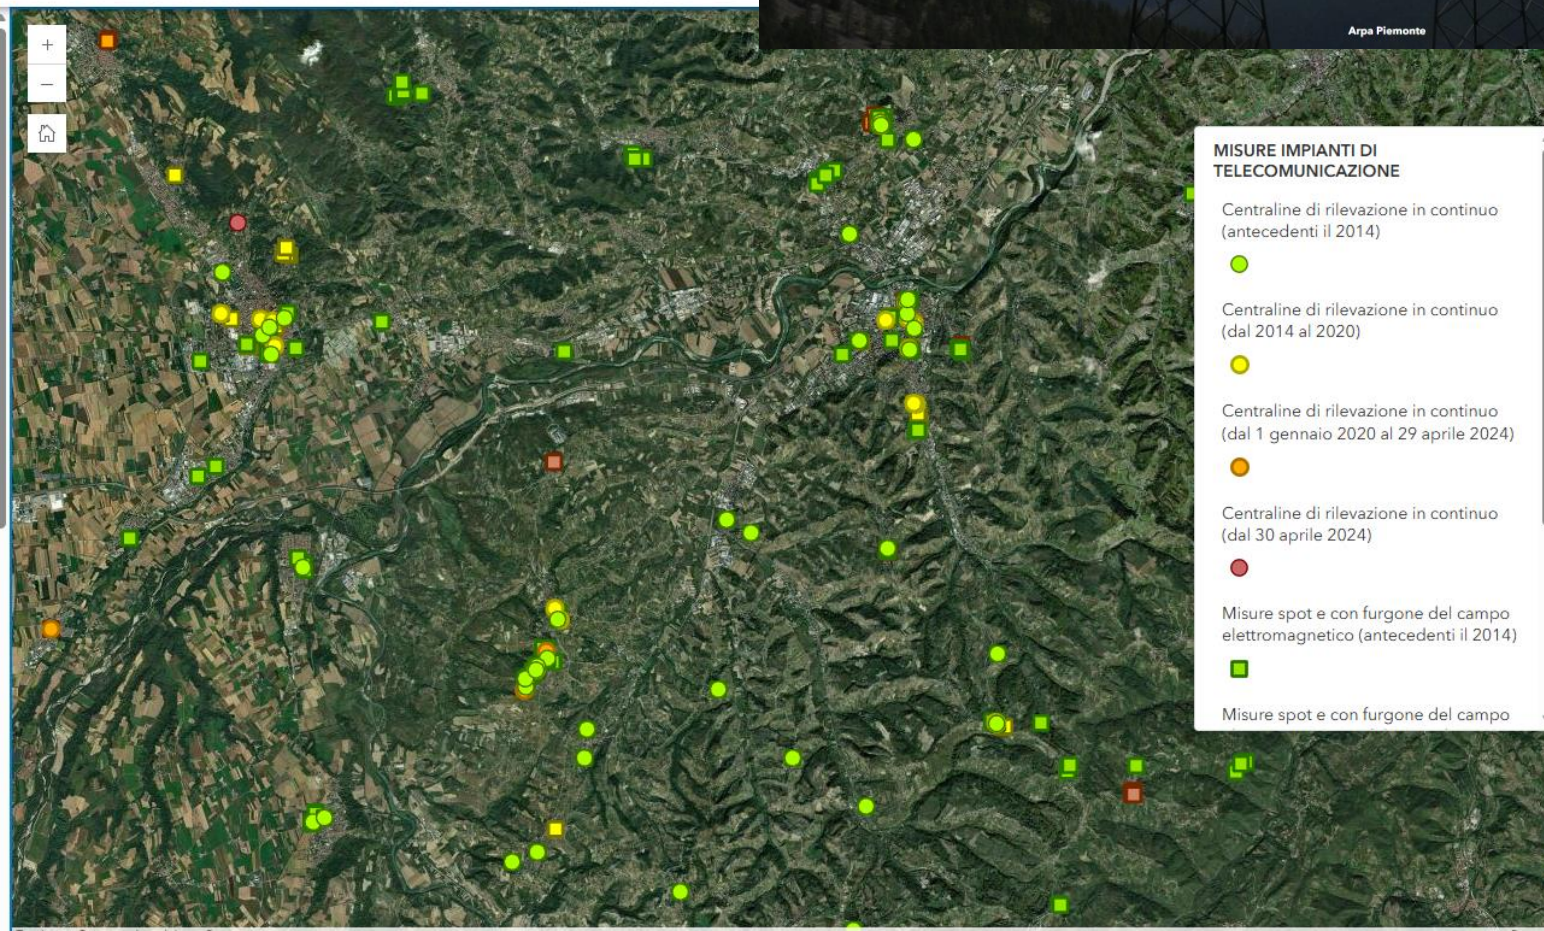 Arpa Piemonte
MISURE IMPIANTI DI
TELECOMUNICAZIONE
Centraline di rilevazione in continuo
(antecedenti il 2014)
Centraline di rilevazione in continuo
(dal 2014 al 2020)
Centraline di rilevazione in continuo
(dal 1 gennaio 2020 al 29 aprile 2024)
Centraline di rilevazione in continuo
(dal 30 aprile 2024)
Misure spot e con furgone del campo
elettromagnetico (antecedenti il 2014)
Misure spot e con furgone del campo